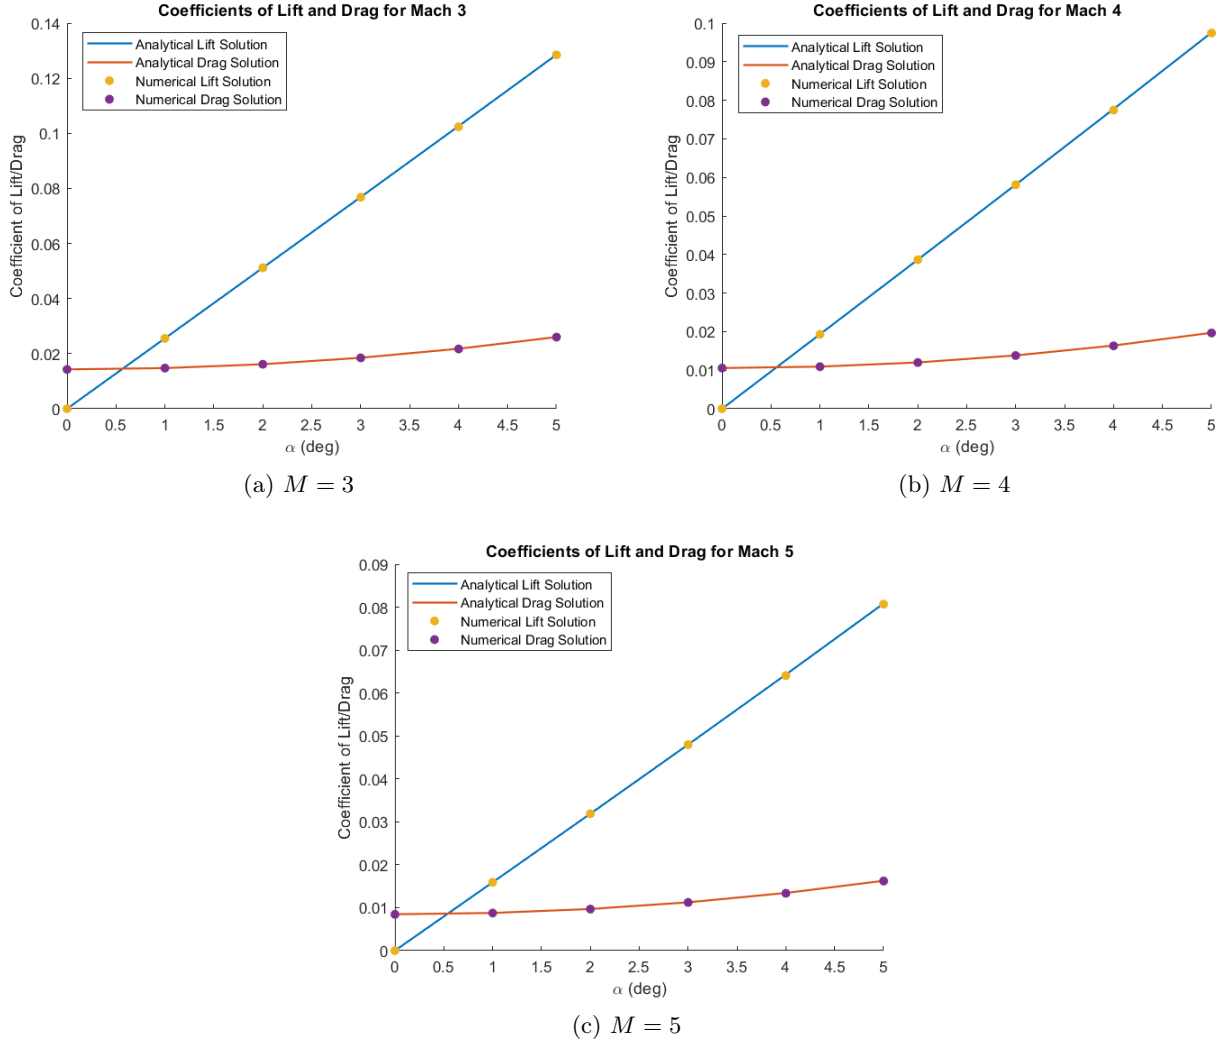 Coefficients of Lift and Drag for Mach 3
0.14
0.12
0.1
0.08
0.06
0.04
0.02
0
Coefficient of Lift/Drag
Analytical Lift Solution
Analytical Drag Solution
Numerical Lift Solution
Numerical Drag Solution
0 0.5 1 1.5 2 2.5 3 3.5 4 4.5 5
α (deg)
(a) M = 3
Coefficients of Lift and Drag for Mach 4
0.1
0.09
0.08
0.07
0.06
0.05
0.04
0.03
0.02
0.01
0
Coefficient of Lift/Drag
Analytical Lift Solution
Analytical Drag Solution
Numerical Lift Solution
Numerical Drag Solution
0 0.5 1 1.5 2 2.5 3 3.5 4 4.5 5
α (deg)
(b) M = 4
Coefficients of Lift and Drag for Mach 5
0.09
0.08
0.07
0.06
0.05
0.04
0.03
0.02
0.01
0
Coefficient of Lift/Drag
Analytical Lift Solution
Analytical Drag Solution
Numerical Lift Solution
Numerical Drag Solution
0 0.5 1 1.5 2 2.5 3 3.5 4 4.5 5
α (deg)
(c) M = 5